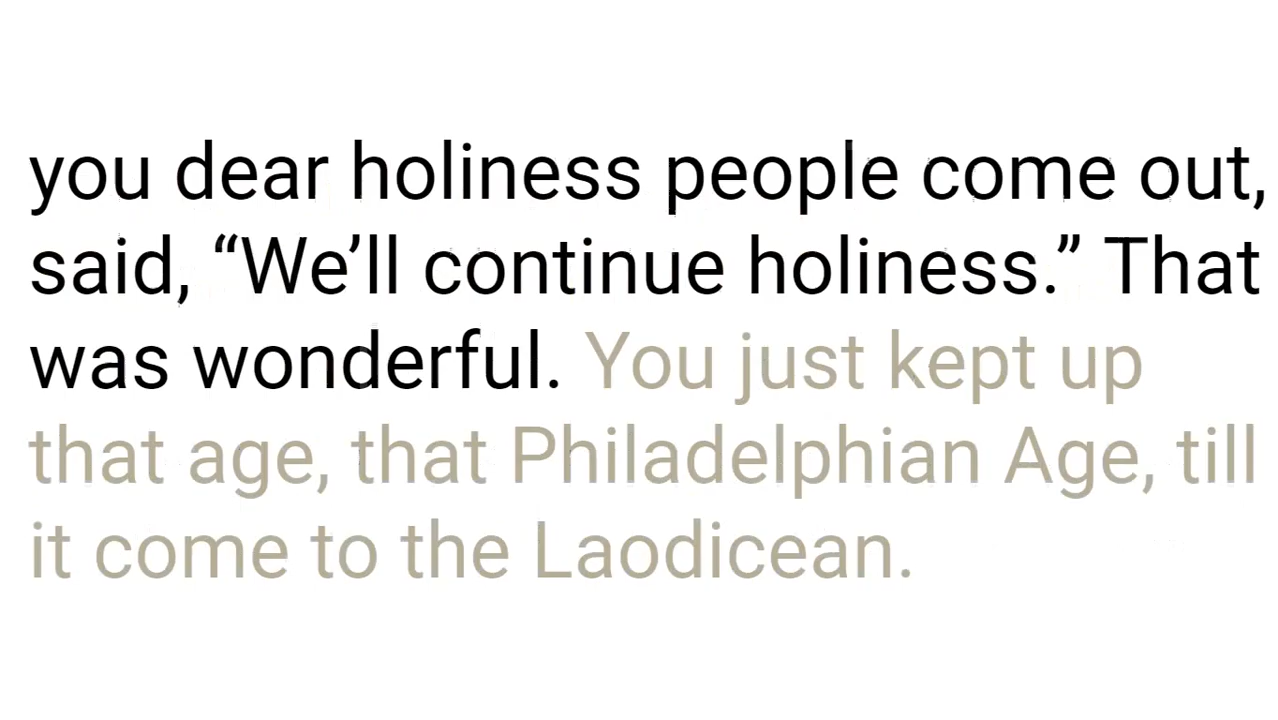 you dear holiness people come out,
said, “We’ll continue holiness.” That
was wonderful. You just kept up
that age, that Philadelphian Age, till
it come to the Laodicean.